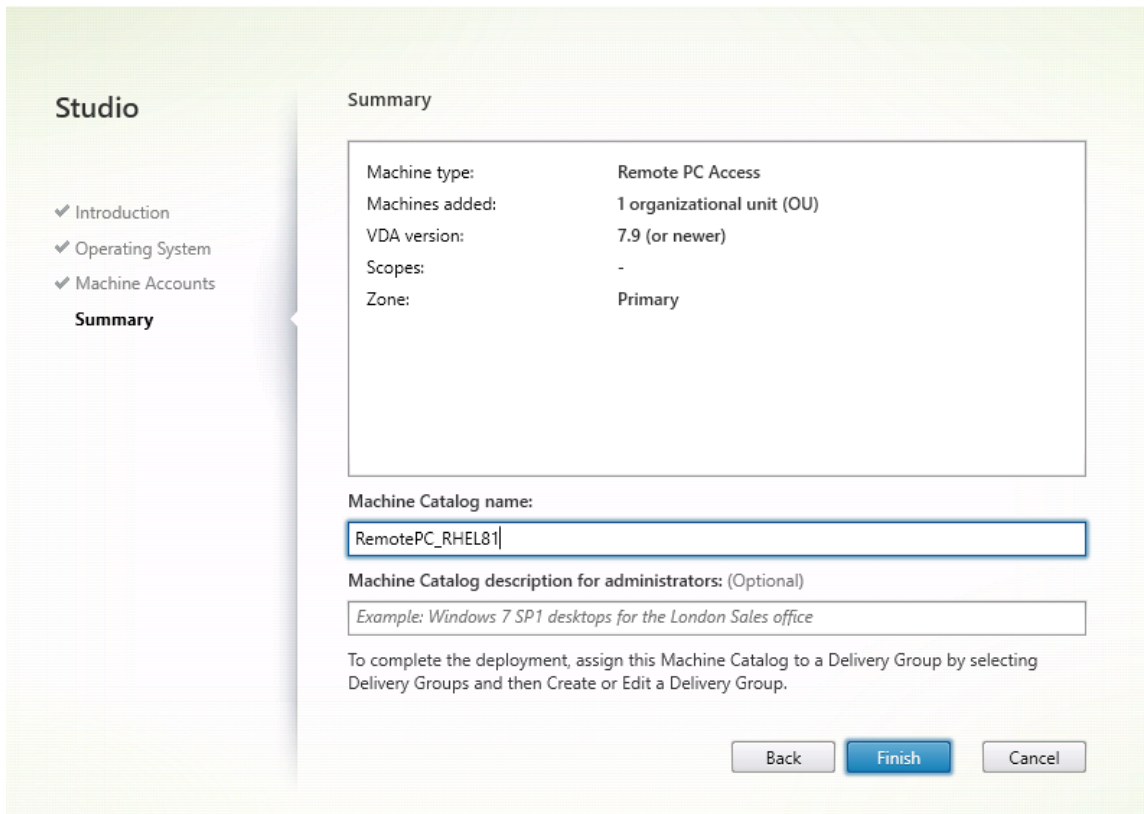 Studio
Introduction
Operating System
Machine Accounts
Summary
Summary
Machine type: Remote PC Access
Machines added: 1 organizational unit (OU)
VDA version: 7.9 (or newer)
Scopes: -
Zone: Primary
Machine Catalog name:
RemotePC_RHEL81
Machine Catalog description for administrators: (Optional)
Example: Windows 7 SP1 desktops for the London Sales office
To complete the deployment, assign this Machine Catalog to a Delivery Group by selecting
Delivery Groups and then Create or Edit a Delivery Group.
Back Finish Cancel